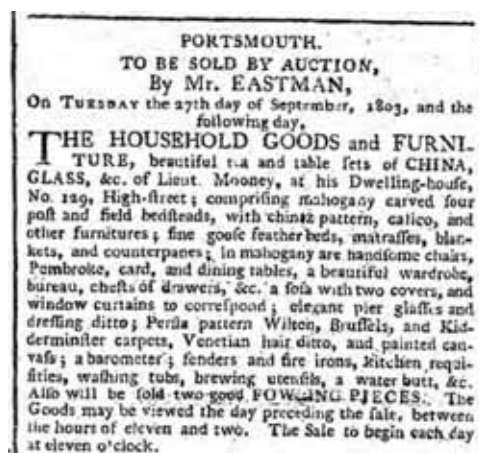 PORTSMOUTH.
TO BE SOLD BY AUCTION,
By Mr. EASTMAN,
On TUESDAY the 27th day of September, 1803, and the
following day,
THE HOUSEHOLD GOODS and FURNI-
TURE, beautiful tea and table ſets of CHINA,
GLASS, &c. of Lieut. Mooney, at his Dwelling-houſe,
No. 129, High-ſtreet; compriſing mahogany carved four
poſt and field bedſteads, with chintz pattern, calico, and
other furnitures; fine gooſe feather beds, matraſſes, blan-
kets, and counterpanes; in mahogany are handſome chairs,
Pembroke, card, and dining tables, a beautiful wardrobe,
bureau, cheſts of drawers, &c. a ſofa with two covers, and
window curtains to correſpond; elegant pier glaſſes and
dreſſing ditto; Perſia pattern Wilton, Bruſſels, and Kid-
derminſter carpets, Venetian hair ditto, and painted can-
vaſs; a barometer; fenders and fire irons, kitchen requi-
ſities, waſhing tubs, brewing utenſils, a water butt, &c.
Alſo will be ſold two good FOWLING PIECES. The
Goods may be viewed the day preceding the ſale, between
the hours of eleven and two. The Sale to begin each day
at eleven o'clock.